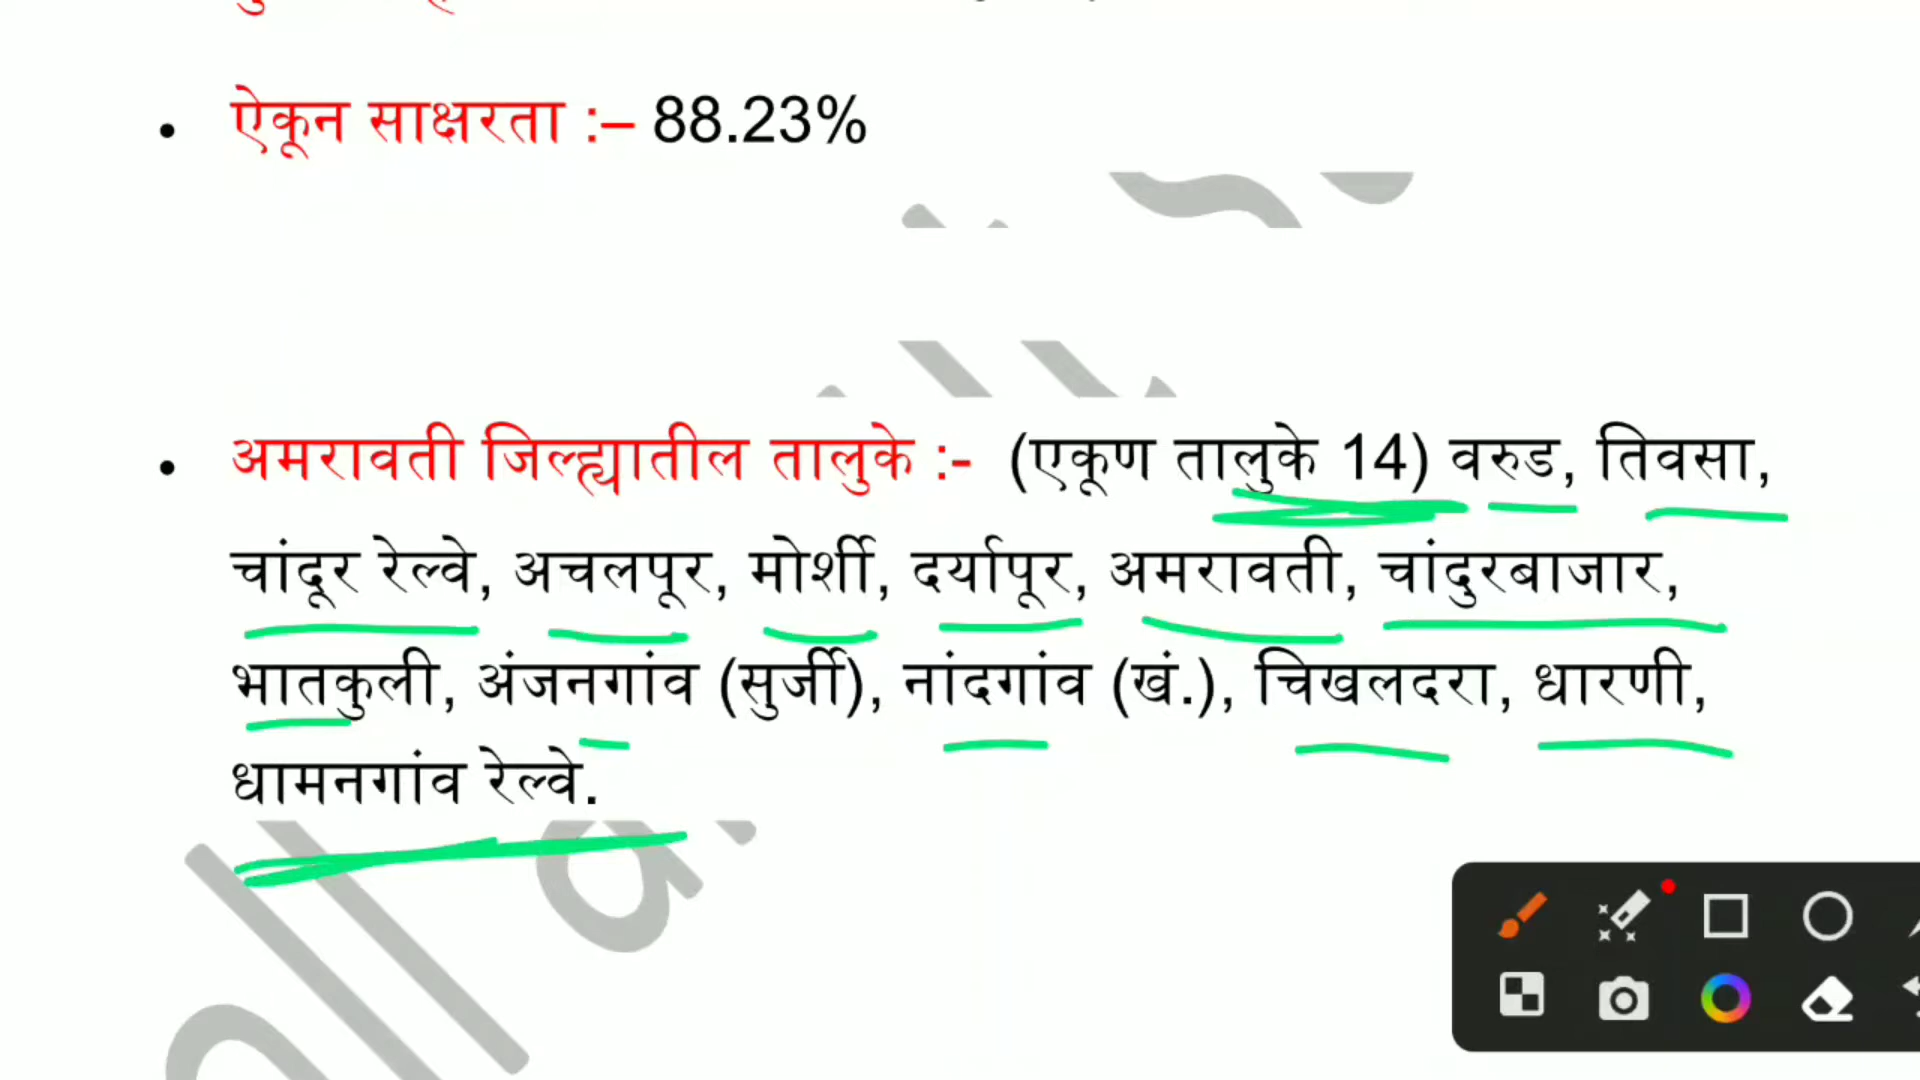 • ऐकून साक्षरता :– 88.23%
• अमरावती जिल्ह्यातील तालुके :- (एकूण तालुके 14) वरुड, तिवसा,
चांदूर रेल्वे, अचलपूर, मोर्शी, दर्यापूर, अमरावती, चांदुरबाजार,
भातकुली, अंजनगांव (सुर्जी), नांदगांव (खं.), चिखलदरा, धारणी,
धामनगांव रेल्वे.